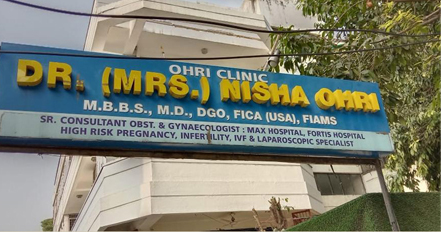 OHRI CLINIC
DR. (MRS.) NISHA OHRI
M.B.B.S., M.D., DGO, FICA (USA), FIAMS
SR. CONSULTANT OBST. & GYNAECOLOGIST : MAX HOSPITAL, FORTIS HOSPITAL
HIGH RISK PREGNANCY, INFERTILITY, IVF & LAPAROSCOPIC SPECIALIST